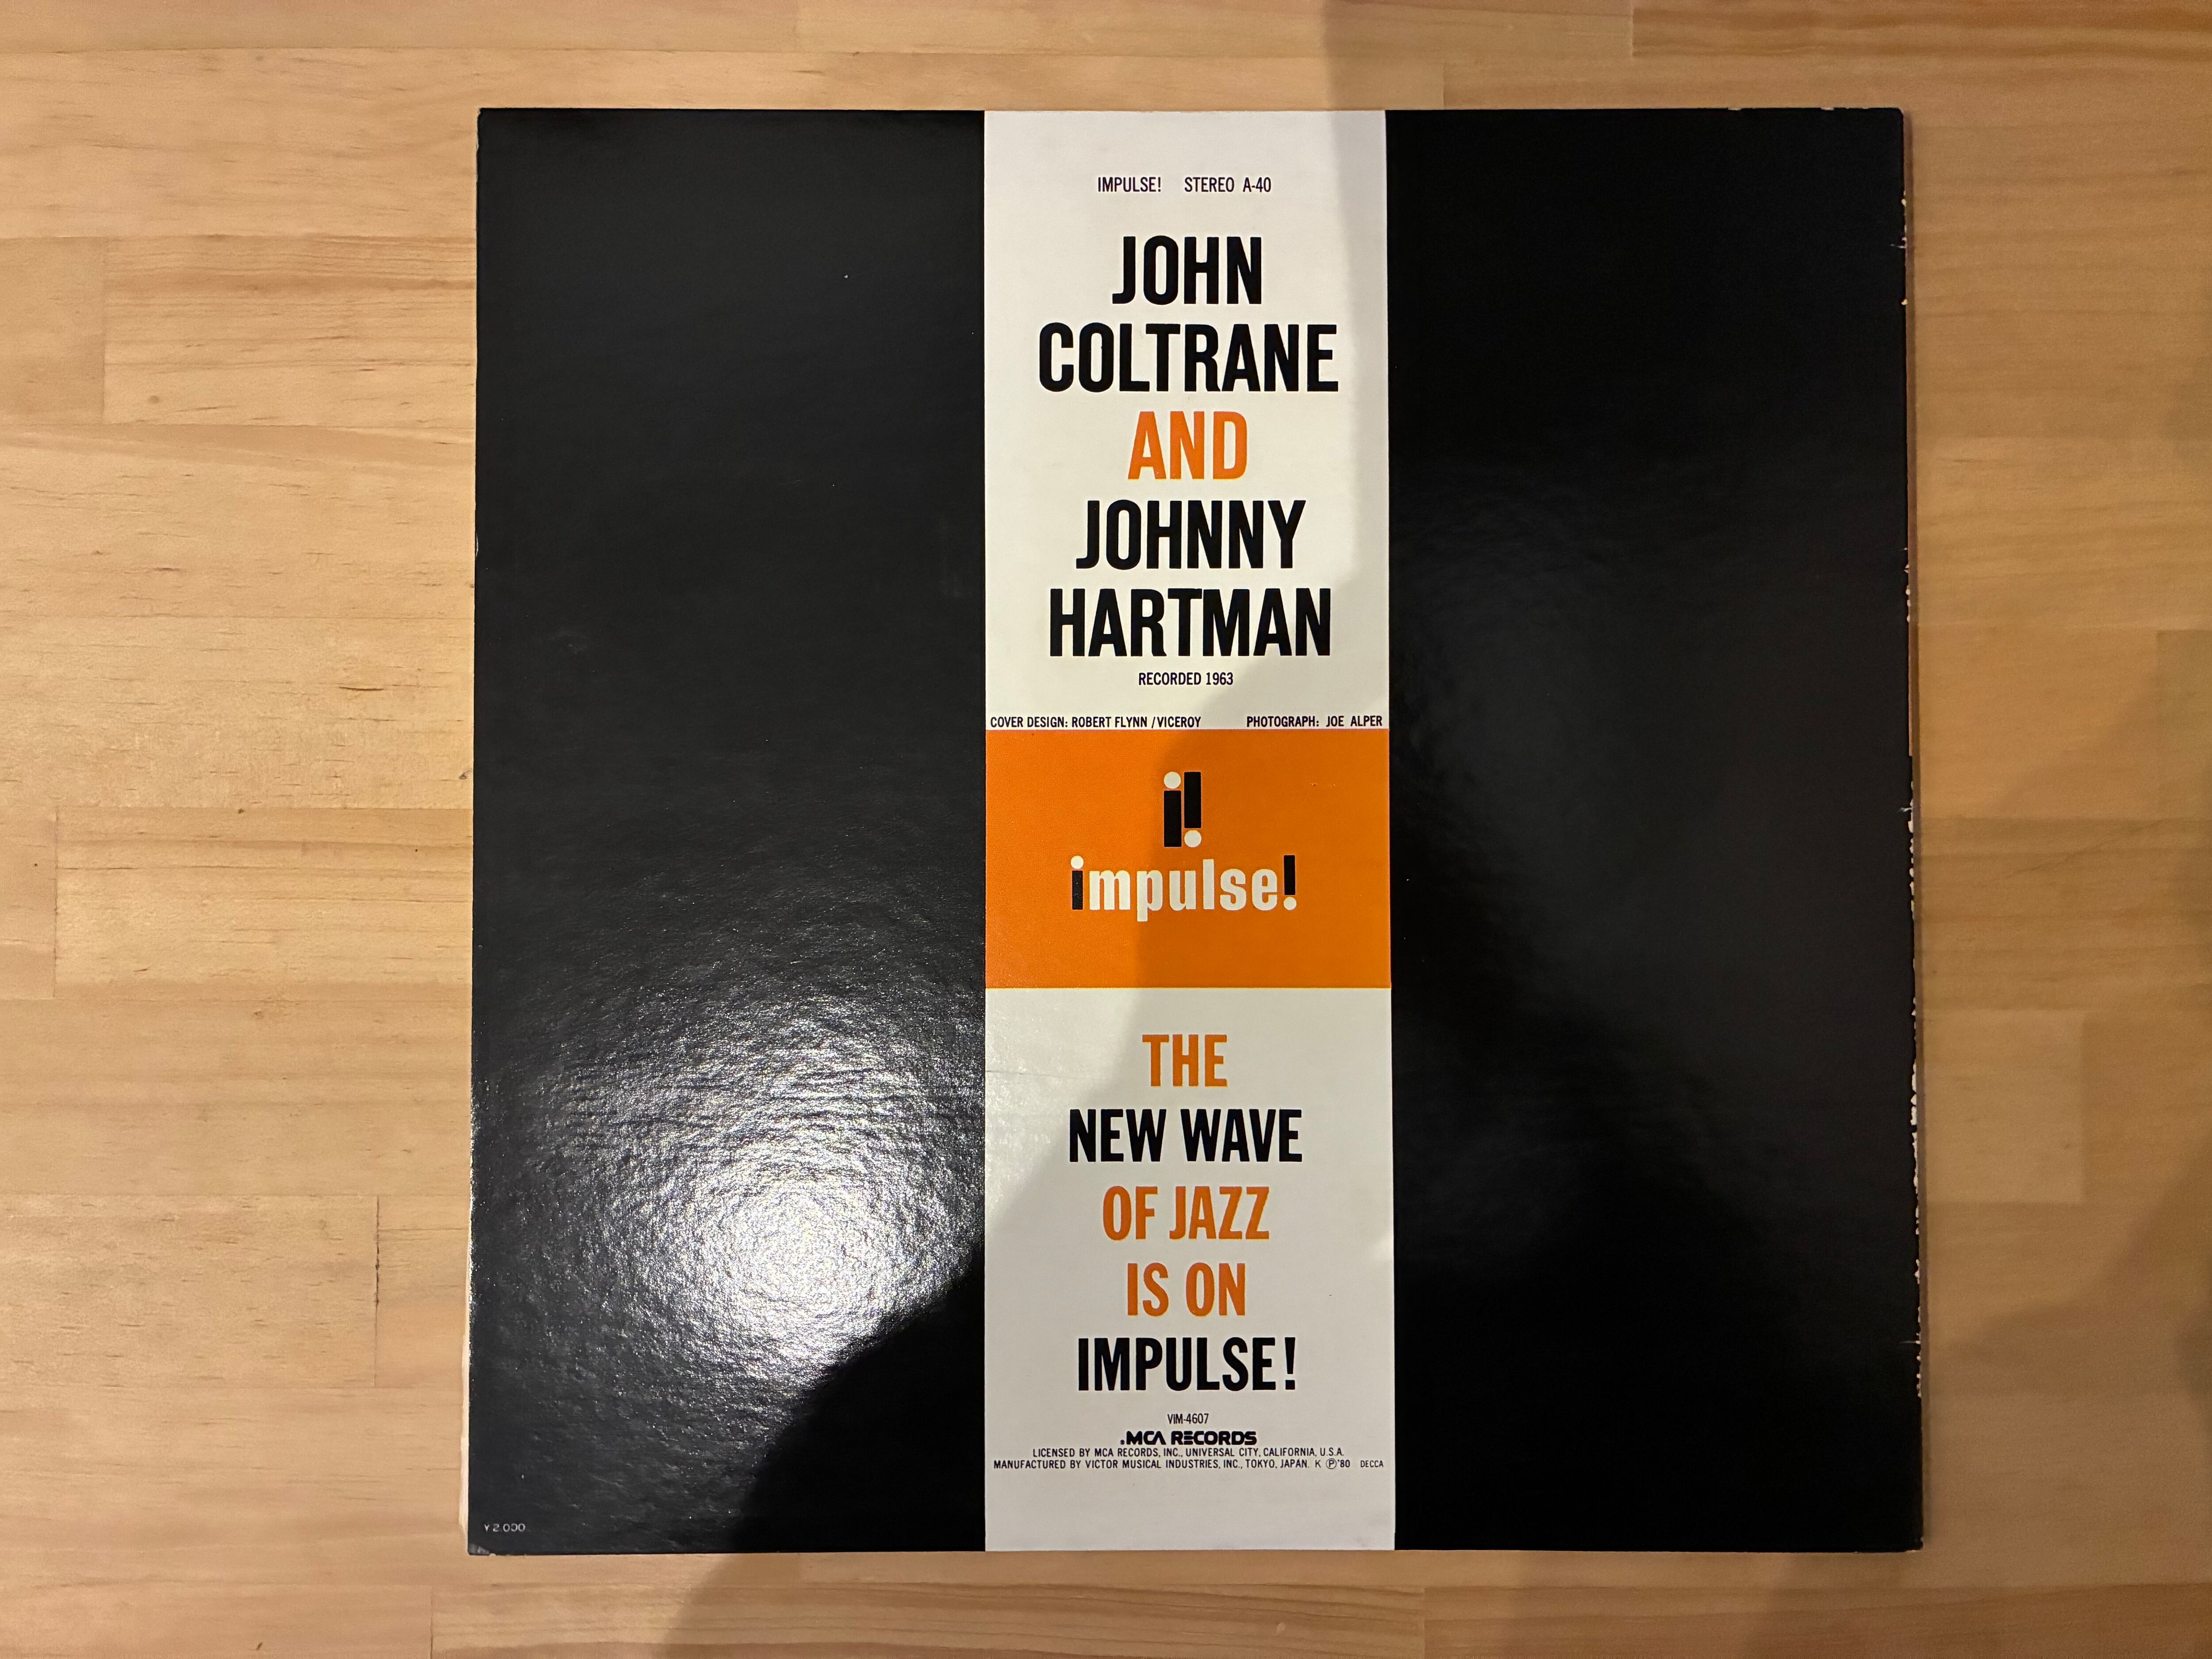 IMPULSE! STEREO A-40
JOHN
COLTRANE
AND
JOHNNY
HARTMAN
RECORDED 1963
COVER DESIGN: ROBERT FLYNN / VICEROY PHOTOGRAPH: JOE ALPER
i!
impulse!
THE
NEW WAVE
OF JAZZ
IS ON
IMPULSE!
VIM-4607
.MCA RECORDS
LICENSED BY MCA RECORDS, INC., UNIVERSAL CITY, CALIFORNIA, U.S.A.
MANUFACTURED BY VICTOR MUSICAL INDUSTRIES, INC., TOKYO, JAPAN. K Ⓟ'80 DECCA
¥2,000